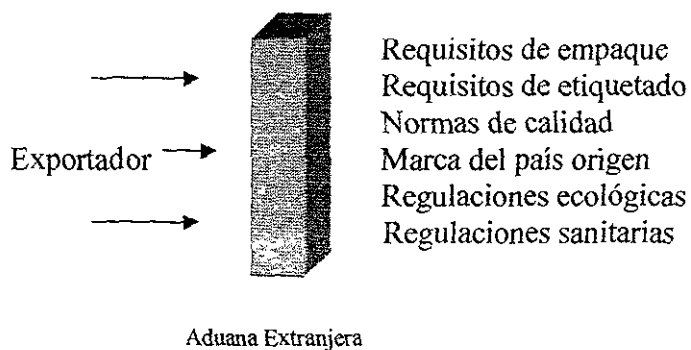 Requisitos de empaque
Requisitos de etiquetado
Normas de calidad
Exportador
Marca del país origen
Regulaciones ecológicas
Regulaciones sanitarias
Aduana Extranjera